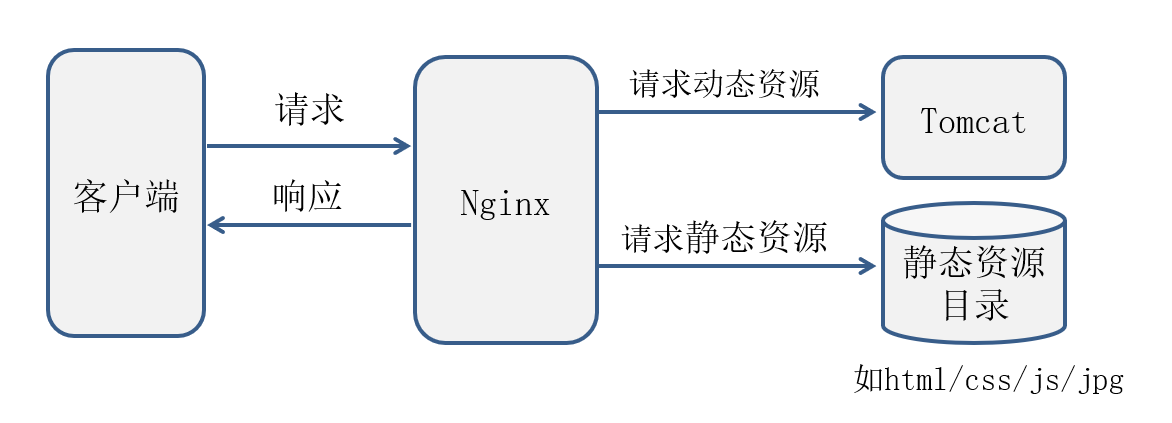 客户端
请求
响应
Nginx
请求动态资源
Tomcat
请求静态资源
静态资源
目录
如html/css/js/jpg